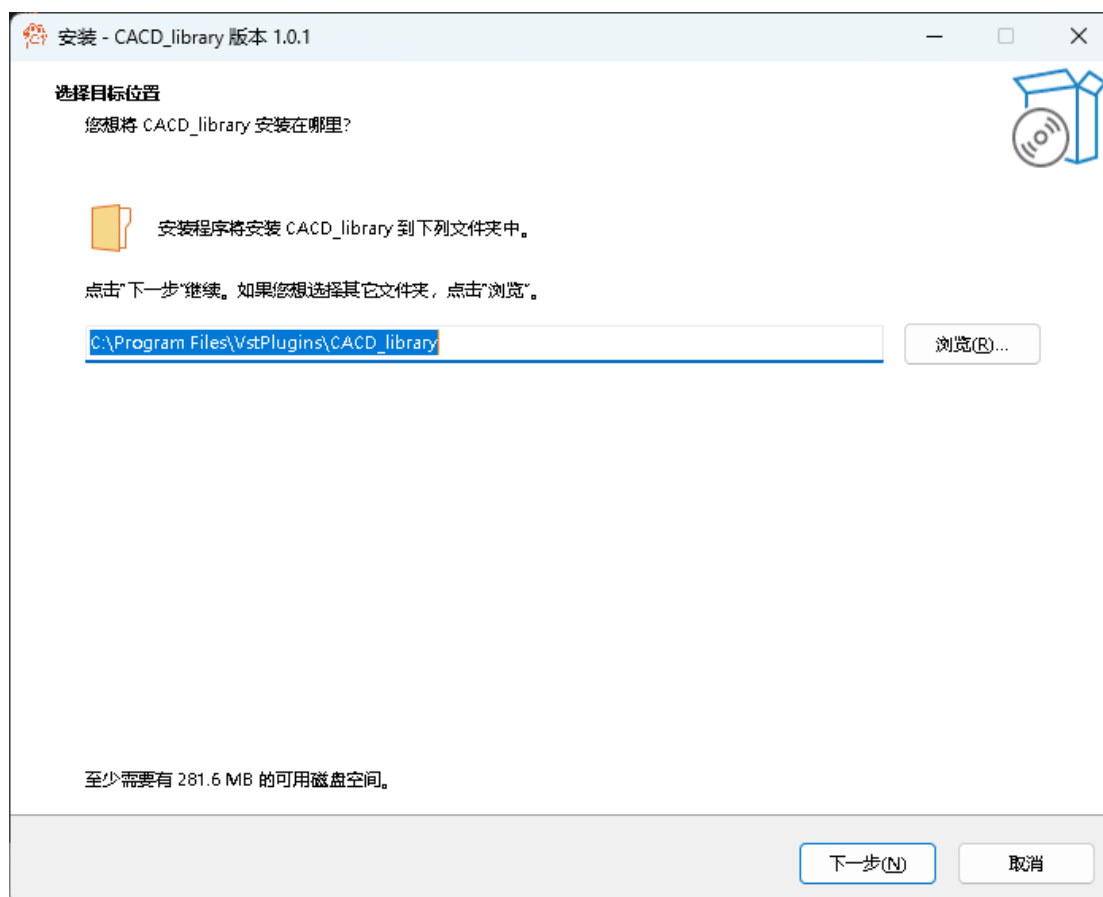 安装 - CACD_library 版本 1.0.1
选择目标位置
您想将 CACD_library 安装在哪里?
安装程序将安装 CACD_library 到下列文件夹中。
点击"下一步"继续。如果您想选择其它文件夹，点击"浏览"。
C:\Program Files\VstPlugins\CACD_library
浏览(R)...
至少需要有 281.6 MB 的可用磁盘空间。
下一步(N)
取消